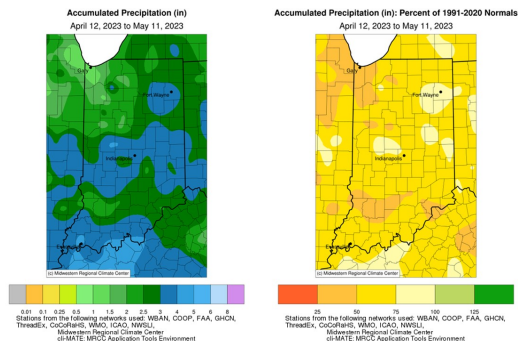 Accumulated Precipitation (in)
April 12, 2023 to May 11, 2023
Gary
Fort Wayne
Indianapolis
(c) Midwestern Regional Climate Center
0.01 0.1 0.25 0.5 1 1.5 2 2.5 3 4 5 6 8
Stations from the following networks used: WBAN, COOP, FAA, GHCN,
ThreadEx, CoCoRaHS, WMO, ICAO, NWSLI,
Midwestern Regional Climate Center
cli-MATE: MRCC Application Tools Environment
Accumulated Precipitation (in): Percent of 1991-2020 Normals
April 12, 2023 to May 11, 2023
Gary
Fort Wayne
Indianapolis
(c) Midwestern Regional Climate Center
25 50 75 100 125
Stations from the following networks used: WBAN, COOP, FAA, GHCN,
ThreadEx, CoCoRaHS, WMO, ICAO, NWSLI,
Midwestern Regional Climate Center
cli-MATE: MRCC Application Tools Environment